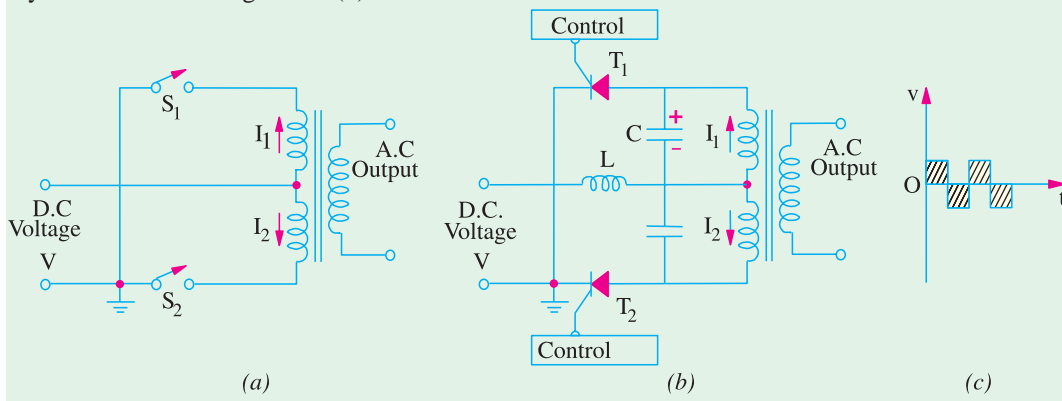 (a)
S1
S2
I1
I2
A.C
Output
D.C
Voltage
V
(b)
Control
T1
C
+
–
L
I1
I2
A.C
Output
D.C.
Voltage
V
T2
Control
(c)
v
O
t